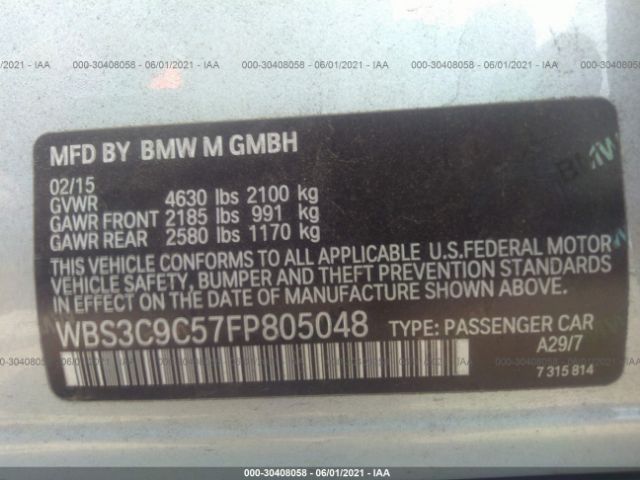 000-30408058 - 06/01/2021 - IAA
MFD BY BMW M GMBH
02/15
GVWR 4630 lbs 2100 kg
GAWR FRONT 2185 lbs 991 kg
GAWR REAR 2580 lbs 1170 kg
THIS VEHICLE CONFORMS TO ALL APPLICABLE U.S.FEDERAL MOTOR
VEHICLE SAFETY, BUMPER AND THEFT PREVENTION STANDARDS
IN EFFECT ON THE DATE OF MANUFACTURE SHOWN ABOVE.
WBS3C9C57FP805048 TYPE: PASSENGER CAR
A29/7
7 315 814
BMW
000-30408058 - 06/01/2021 - IAA